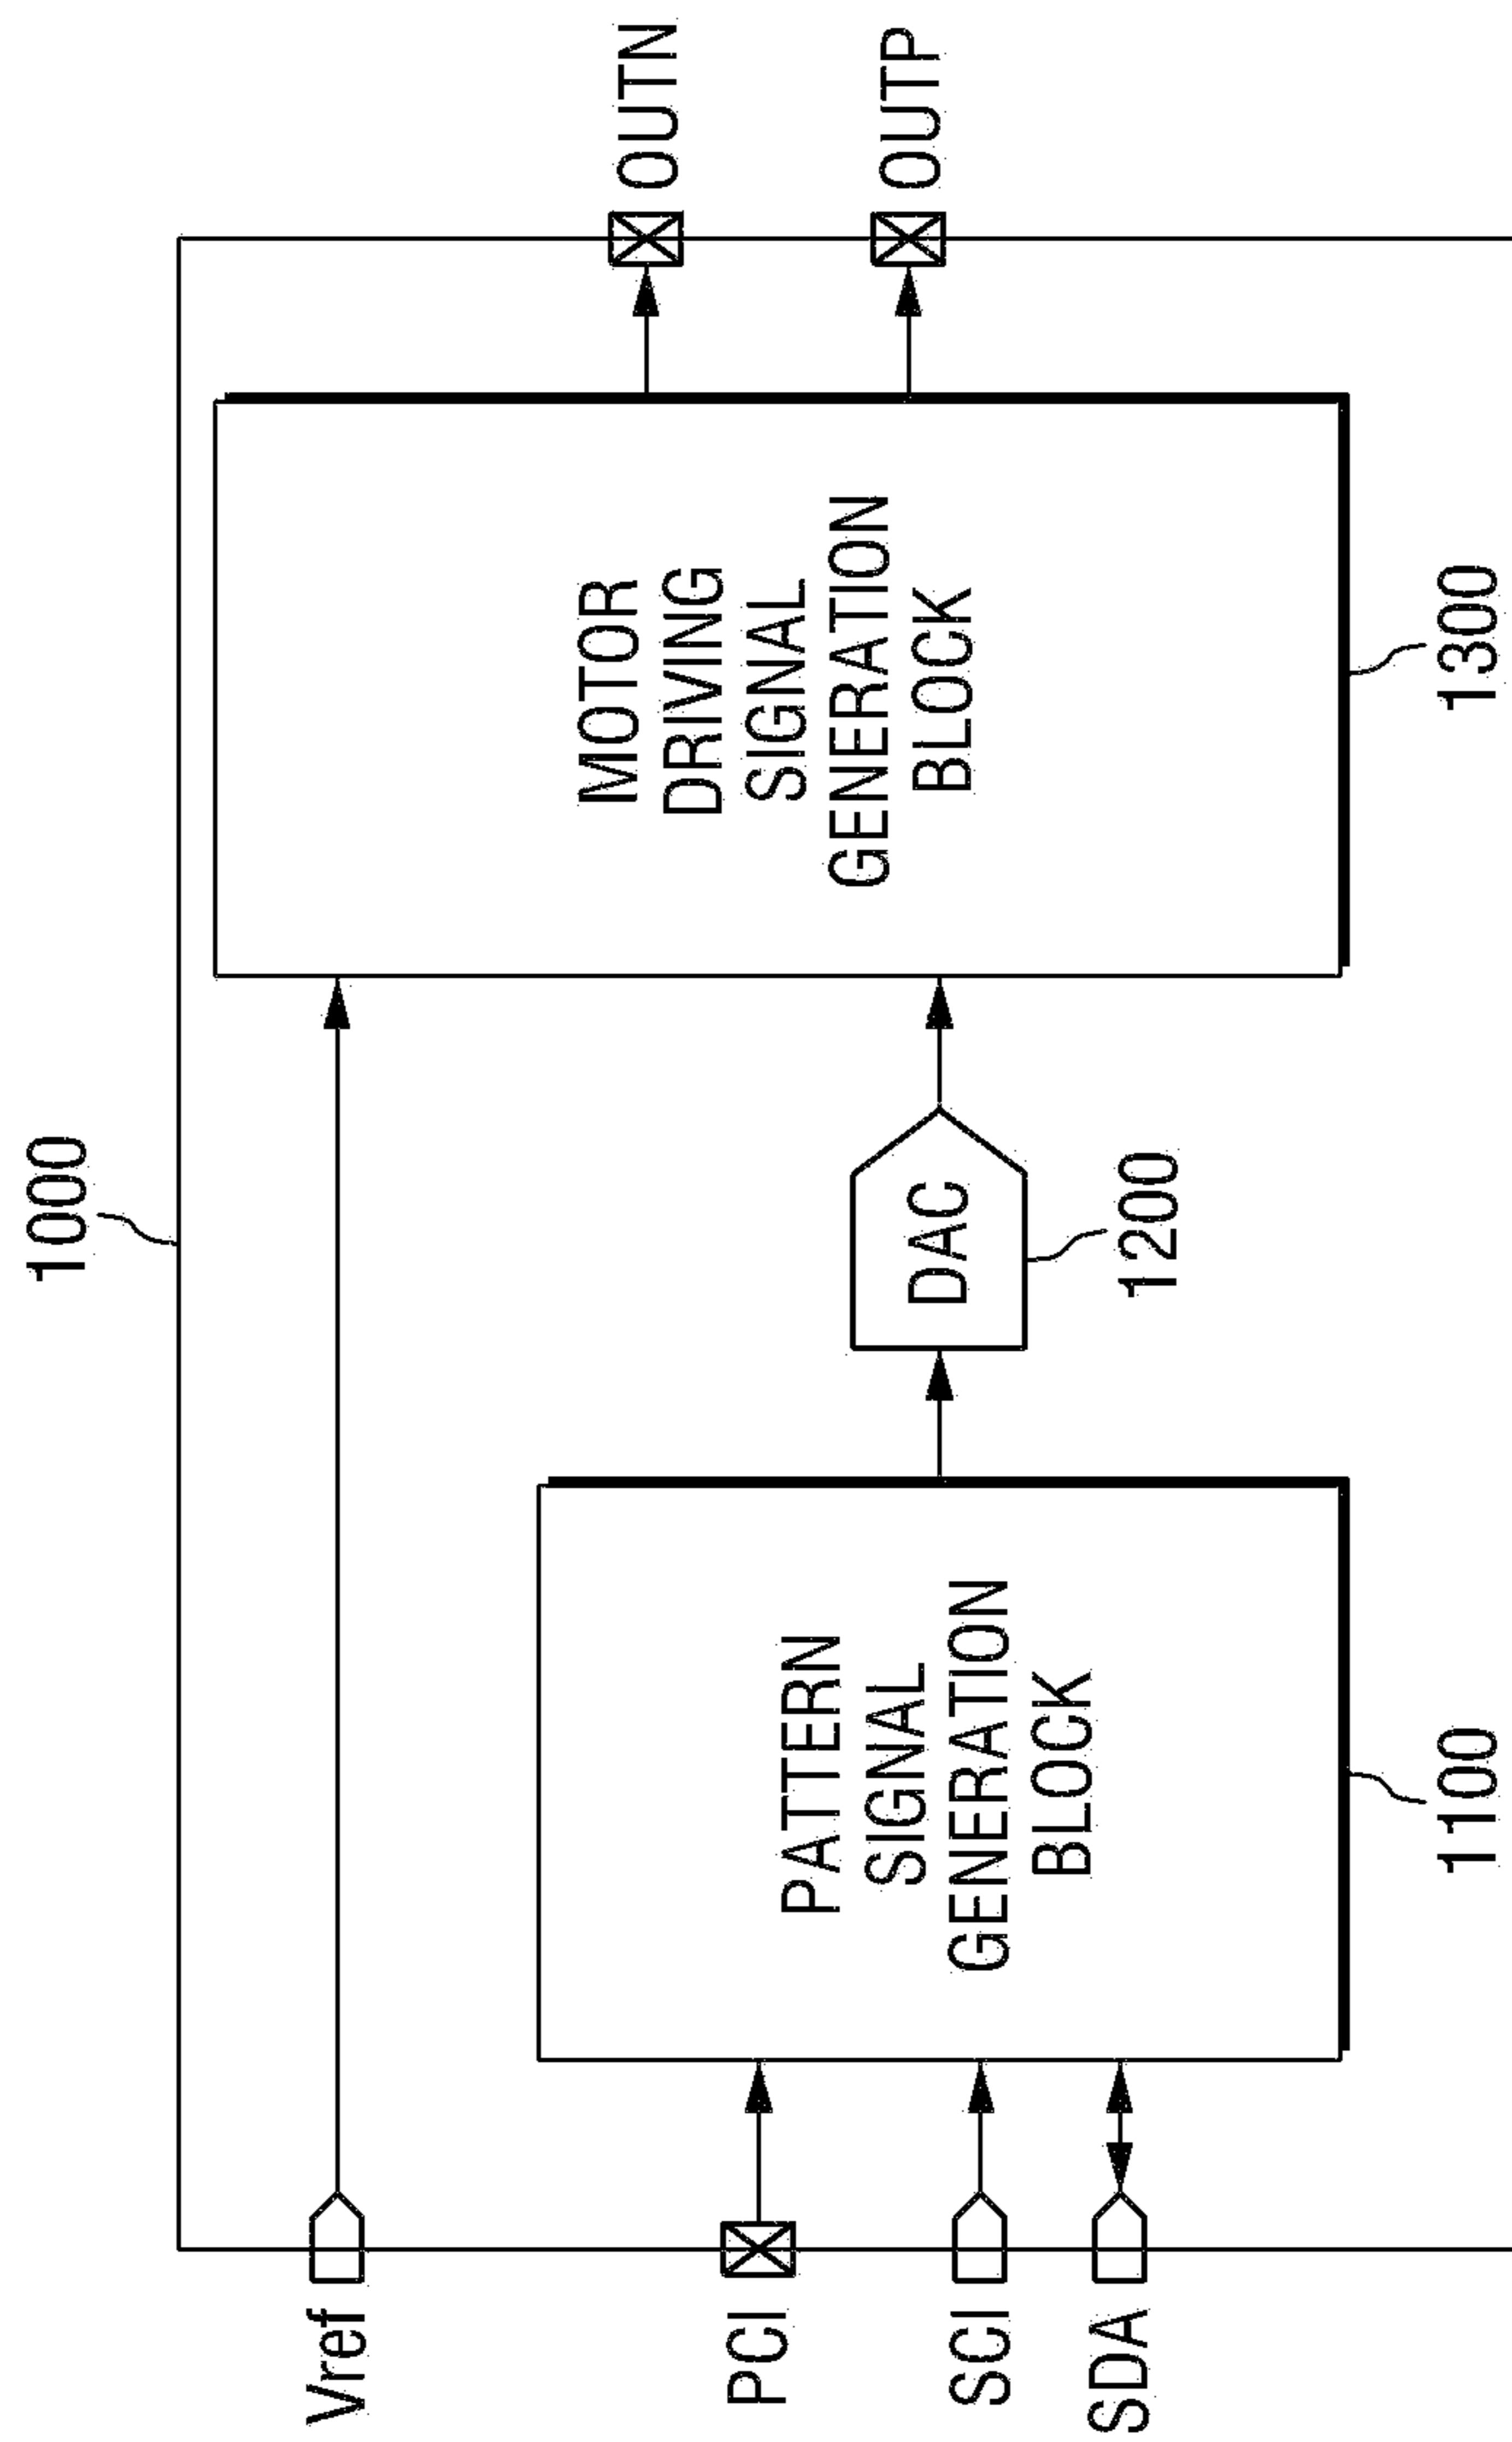 1000
Vref
PCI
SCI
SDA
PATTERN
SIGNAL
GENERATION
BLOCK
1100
DAC
1200
MOTOR
DRIVING
SIGNAL
GENERATION
BLOCK
1300
OUTN
OUTP